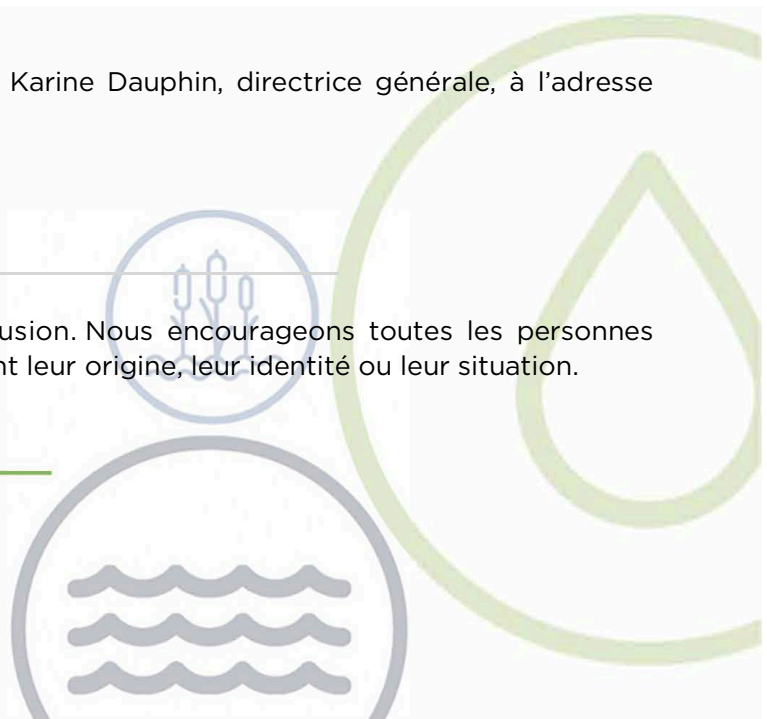 Karine Dauphin, directrice générale, à l'adresse
usion. Nous encourageons toutes les personnes
nt leur origine, leur identité ou leur situation.